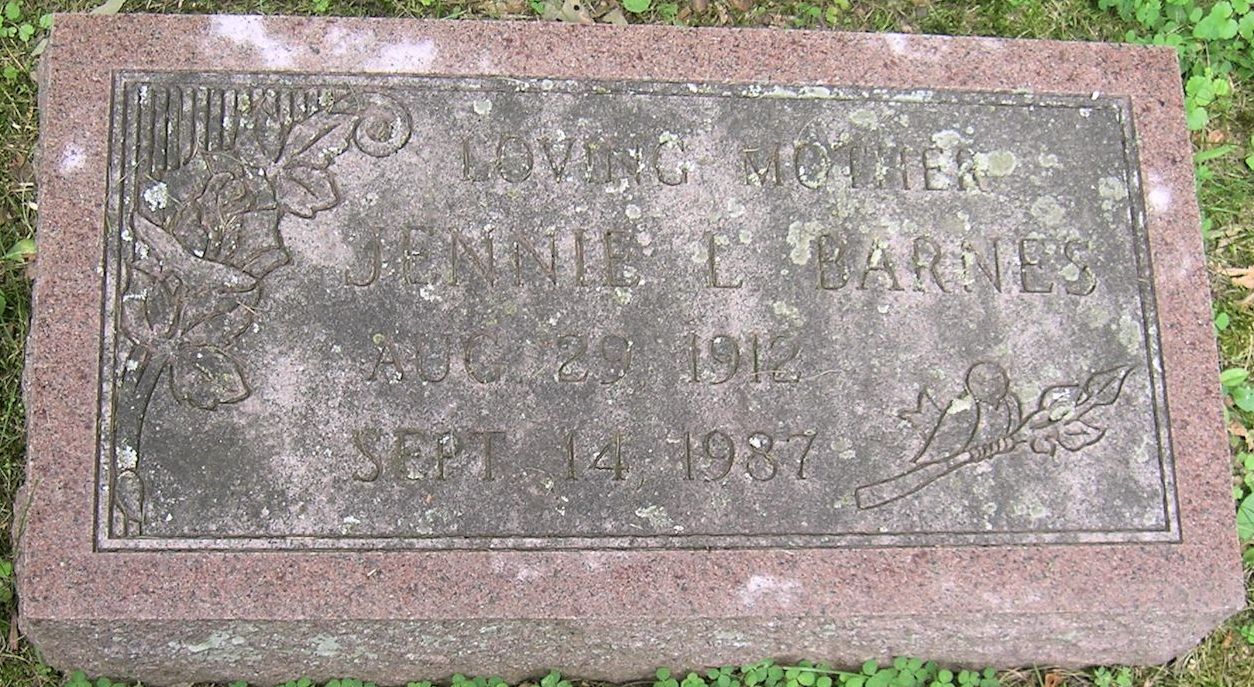 LOVING MOTHER
JENNIE L BARNES
AUG 29, 1912
SEPT 14, 1987